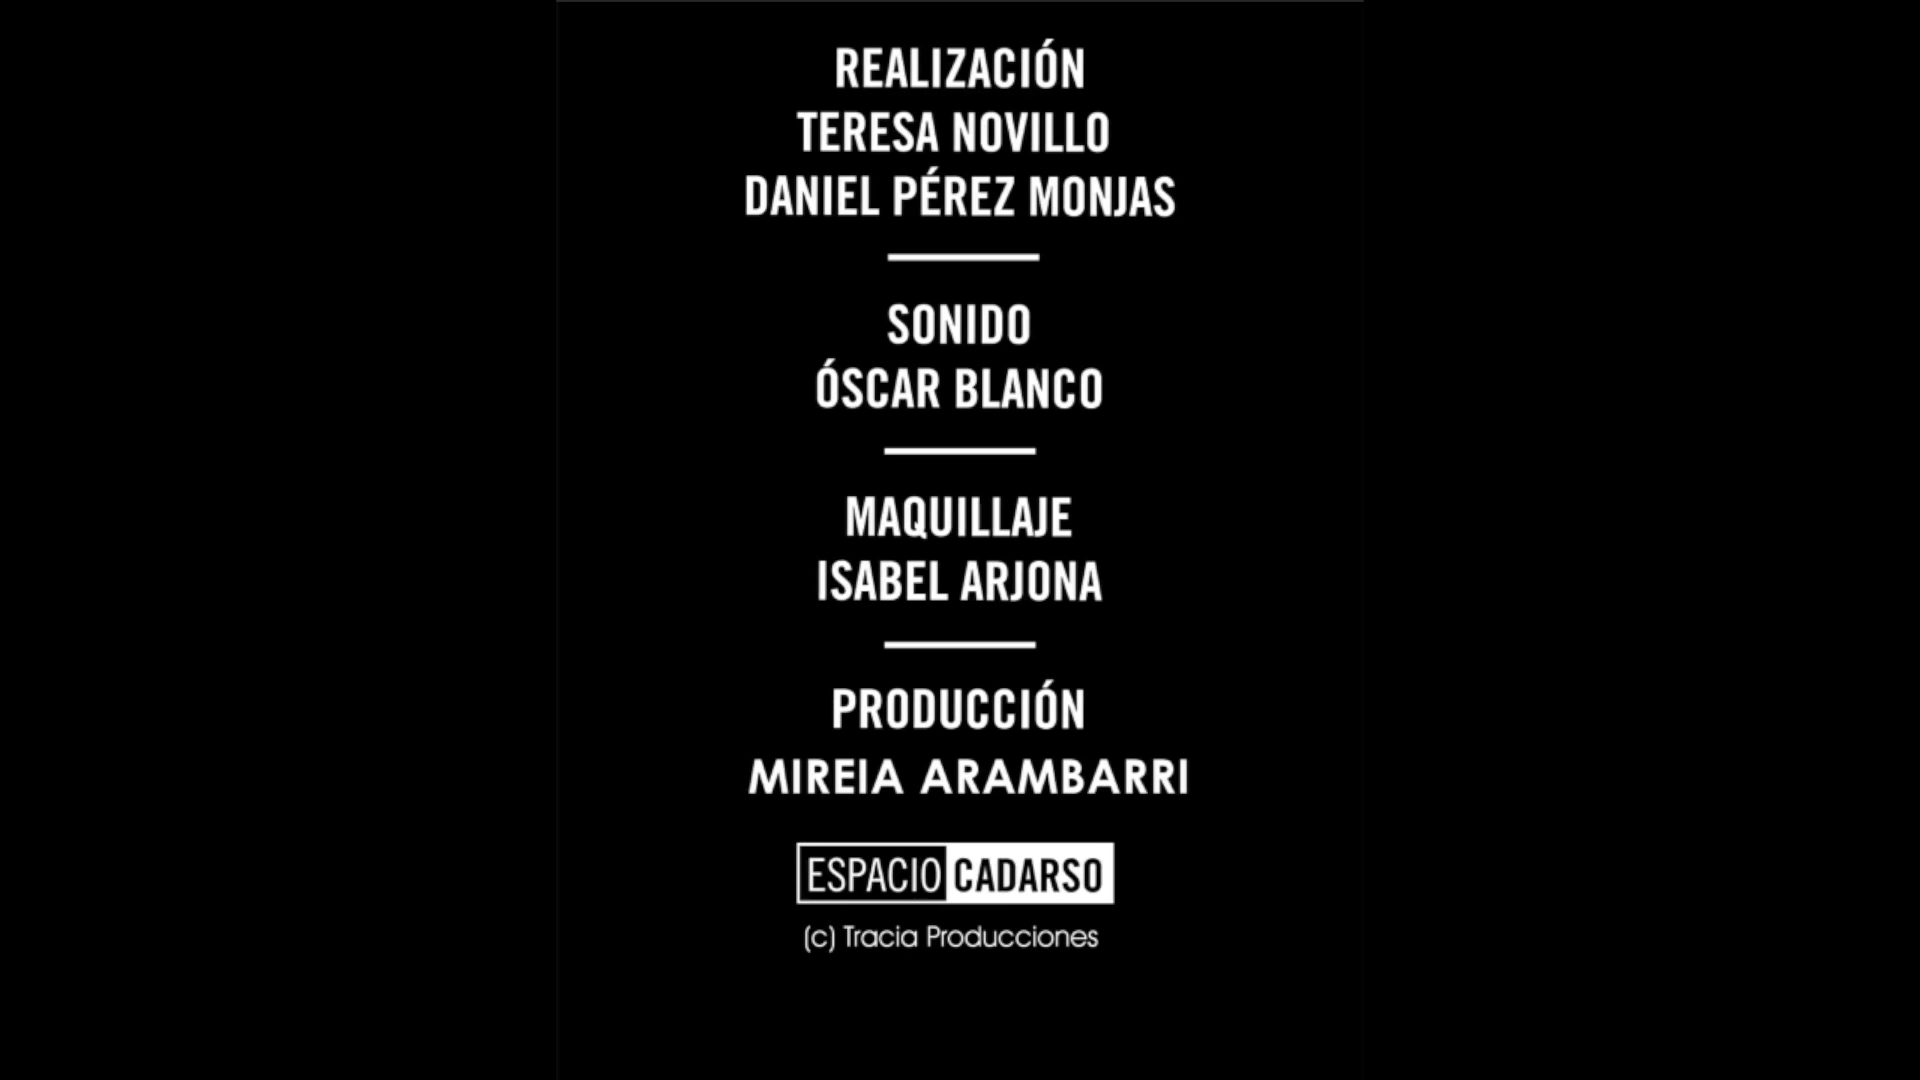 REALIZACIÓN
TERESA NOVILLO
DANIEL PÉREZ MONJAS
SONIDO
ÓSCAR BLANCO
MAQUILLAJE
ISABEL ARJONA
PRODUCCIÓN
MIREIA ARAMBARRI
ESPACIO CADARSO
(c) Tracia Producciones